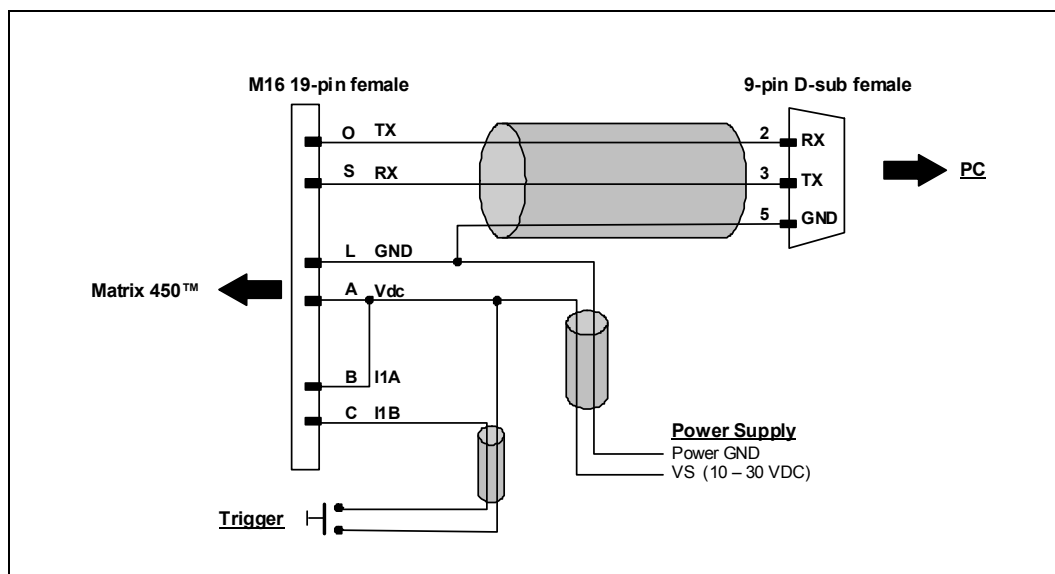 M16 19-pin female
9-pin D-sub female
O TX
2 RX
S RX
3 TX
PC
5 GND
L GND
Matrix 450™
A Vdc
B I1A
C I1B
Power Supply
Power GND
VS (10 – 30 VDC)
Trigger